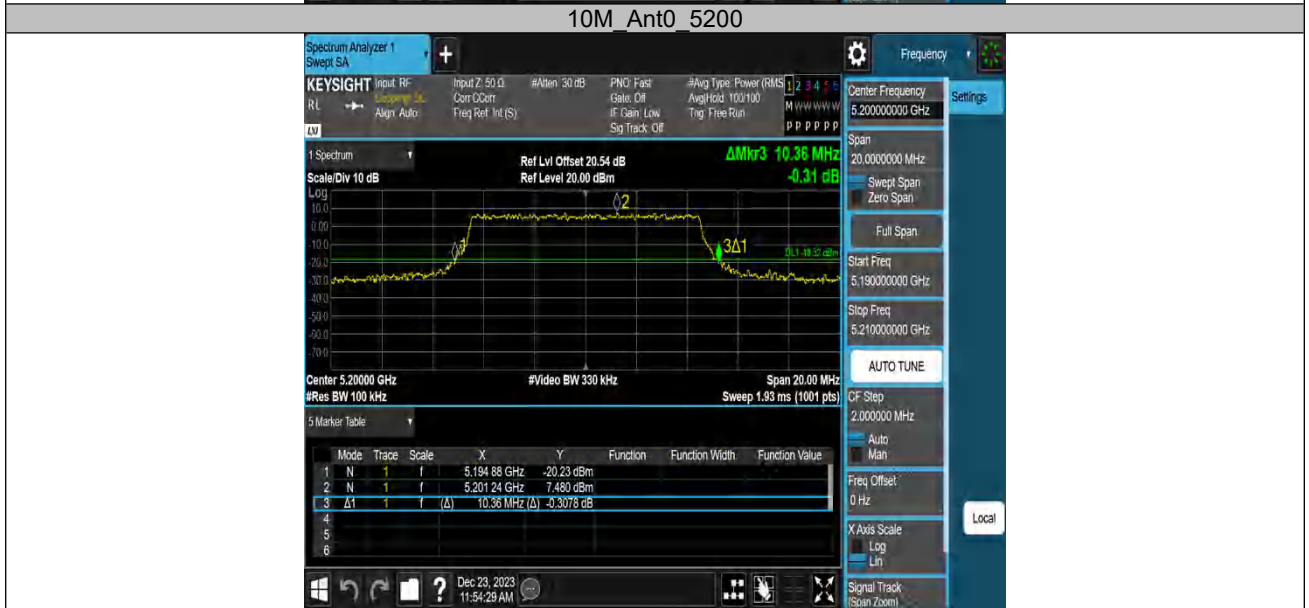 10M_Ant0_5200
Spectrum Analyzer 1
Swept SA
+
Frequency
KEYSIGHT
RL
LXI
Input: RF
Align: Auto
Input Z: 50 Ω
Corr CCorr
Freq Ref: Int (S)
#Atten: 30 dB
PNO: Fast
Gate: Off
IF Gain: Low
Sig Track: Off
#Avg Type: Power (RMS
Avg|Hold: 100/100
Trig: Free Run
1 2 3 4 5 6
M W W W W W
P P P P P P
1 Spectrum
Scale/Div 10 dB
Ref Lvl Offset 20.54 dB
Ref Level 20.00 dBm
ΔMkr3 10.36 MHz
-0.31 dB
Log
10.0
0.00
-10.0
-20.0
-30.0
-40.0
-50.0
-60.0
-70.0
2
1
3Δ1
Center 5.20000 GHz
#Res BW 100 kHz
#Video BW 330 kHz
Span 20.00 MHz
Sweep 1.93 ms (1001 pts)
5 Marker Table
Mode Trace Scale X Y Function Function Width Function Value
1 N 1 f 5.194 88 GHz -20.23 dBm
2 N 1 f 5.201 24 GHz 7.480 dBm
3 Δ1 1 f (Δ) 10.36 MHz (Δ) -0.3078 dB
4
5
6
Dec 23, 2023
11:54:29 AM
Center Frequency
5.200000000 GHz
Settings
Span
20.0000000 MHz
Swept Span
Zero Span
Full Span
Start Freq
5.190000000 GHz
Stop Freq
5.210000000 GHz
AUTO TUNE
CF Step
2.000000 MHz
Auto
Man
Freq Offset
0 Hz
Local
X Axis Scale
Log
Lin
Signal Track
(Span Zoom)